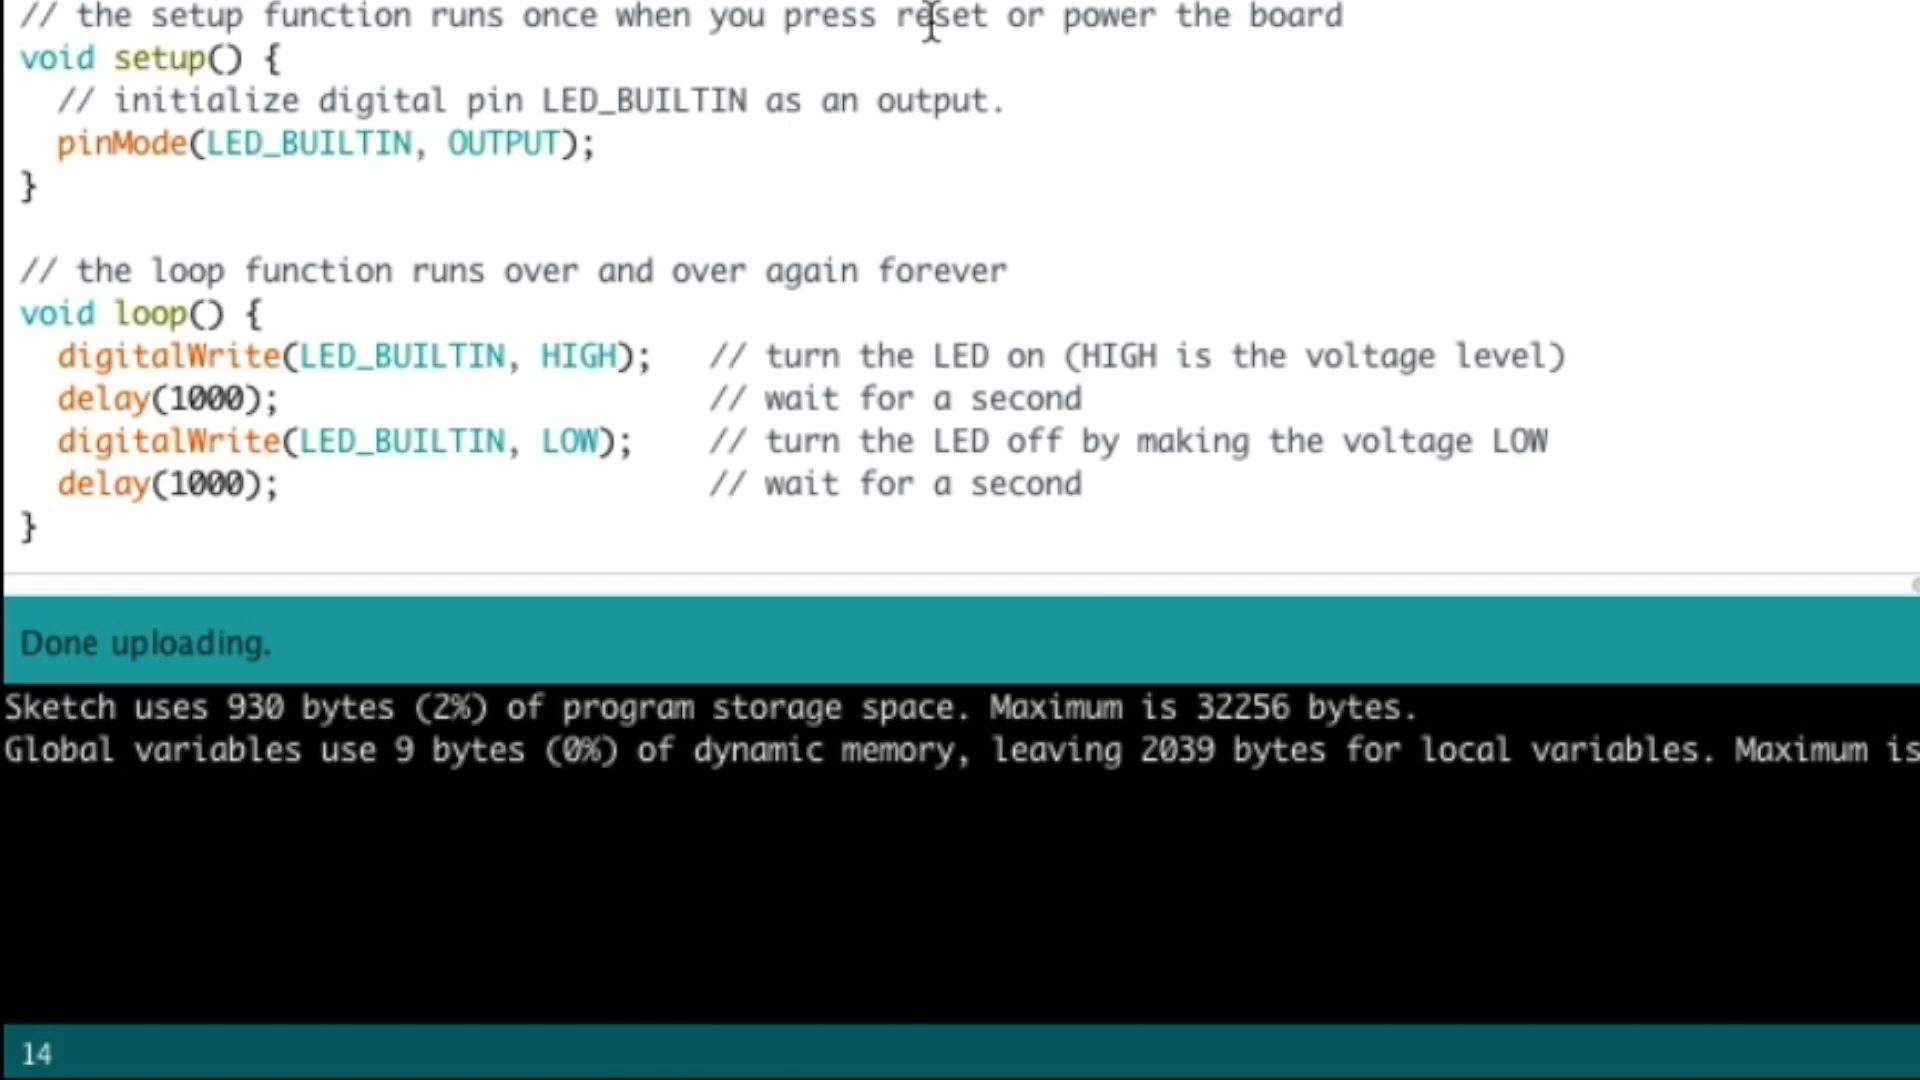 // the setup function runs once when you press reset or power the board
void setup() {
  // initialize digital pin LED_BUILTIN as an output.
  pinMode(LED_BUILTIN, OUTPUT);
}

// the loop function runs over and over again forever
void loop() {
  digitalWrite(LED_BUILTIN, HIGH);   // turn the LED on (HIGH is the voltage level)
  delay(1000);                       // wait for a second
  digitalWrite(LED_BUILTIN, LOW);    // turn the LED off by making the voltage LOW
  delay(1000);                       // wait for a second
}
Done uploading.
Sketch uses 930 bytes (2%) of program storage space. Maximum is 32256 bytes.
Global variables use 9 bytes (0%) of dynamic memory, leaving 2039 bytes for local variables. Maximum is
14